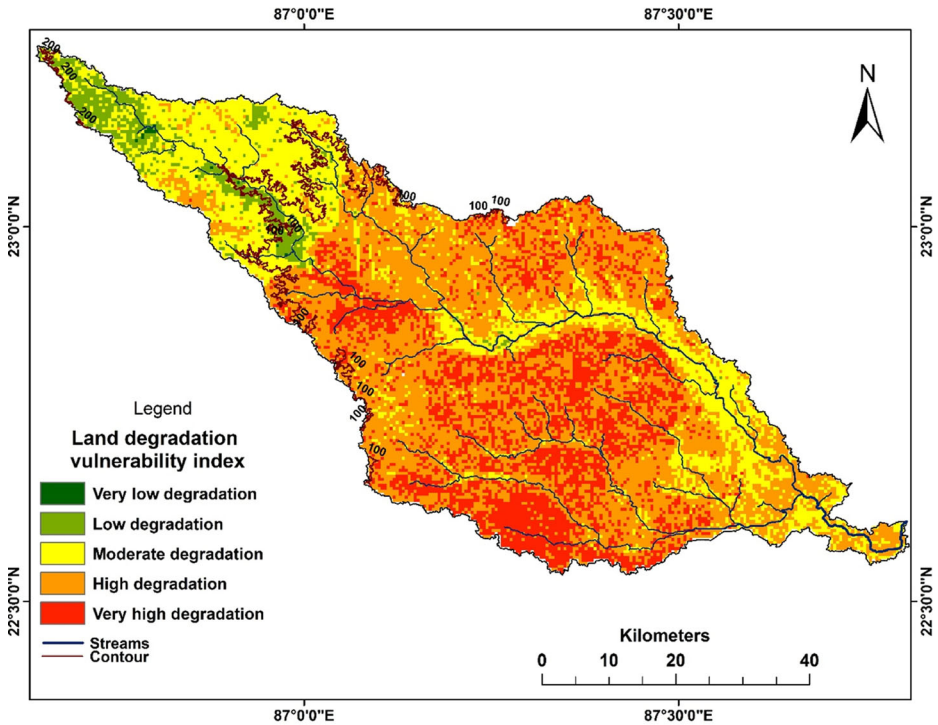 87°0'0"E 87°30'0"E
N
200
200
200
100
100 100
23°0'0"N 23°0'0"N
100
100
100
100
100
Legend
Land degradation
vulnerability index
Very low degradation
Low degradation
Moderate degradation
High degradation
Very high degradation
Streams
Contour
Kilometers
0 10 20 40
22°30'0"N 22°30'0"N
87°0'0"E 87°30'0"E